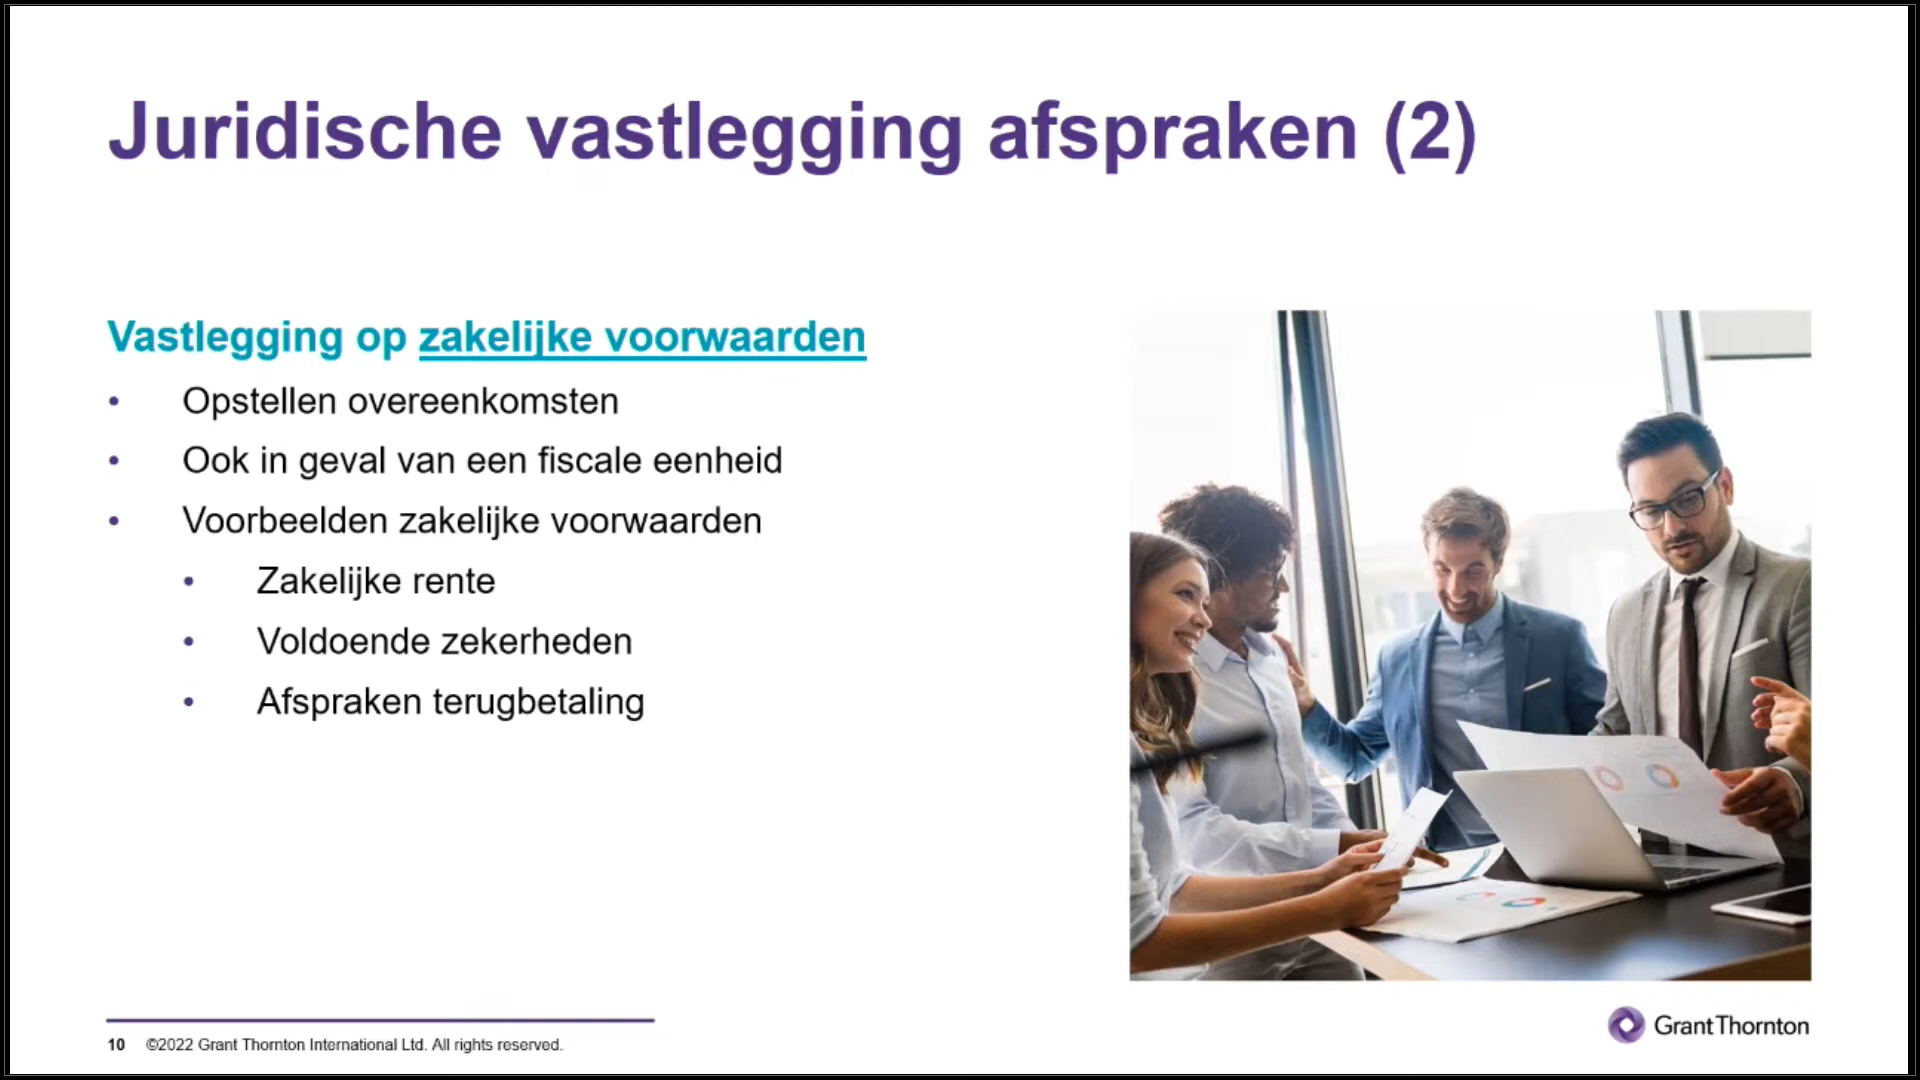 Juridische vastlegging afspraken (2)
Vastlegging op zakelijke voorwaarden
• Opstellen overeenkomsten
• Ook in geval van een fiscale eenheid
• Voorbeelden zakelijke voorwaarden
• Zakelijke rente
• Voldoende zekerheden
• Afspraken terugbetaling
10 ©2022 Grant Thornton International Ltd. All rights reserved.
Grant Thornton